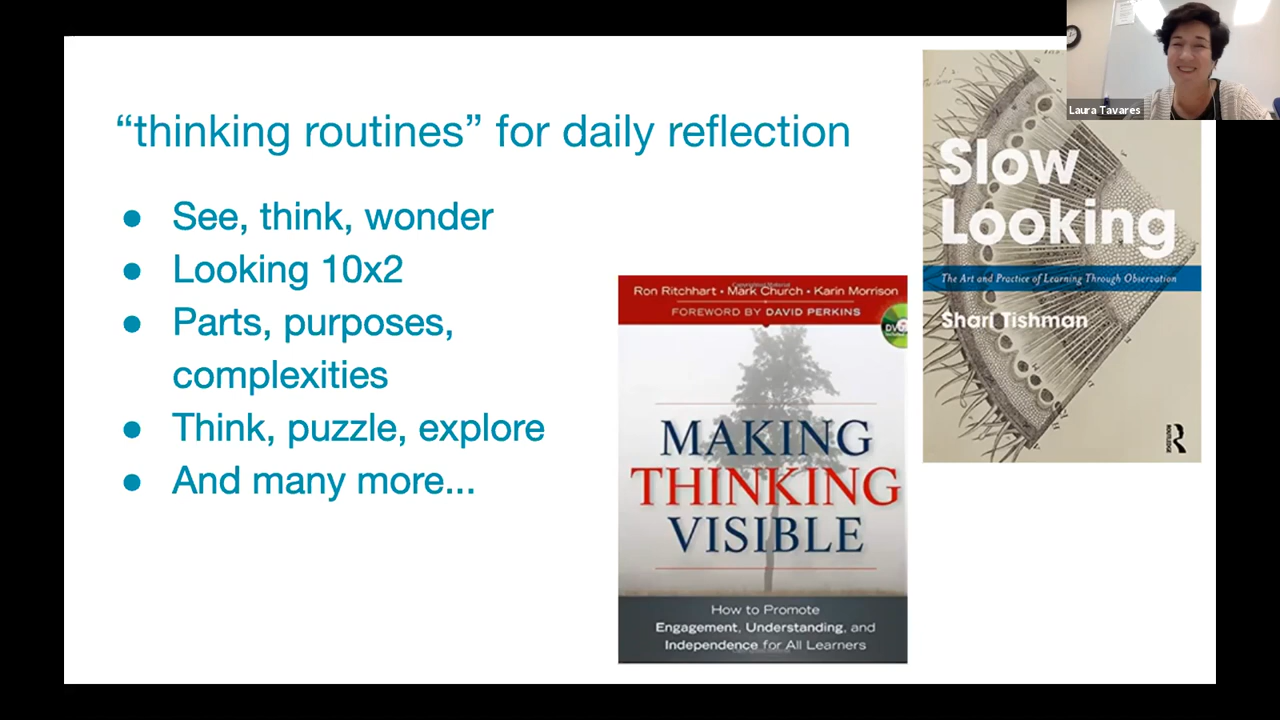 “thinking routines” for daily reflection
● See, think, wonder
● Looking 10x2
● Parts, purposes,
complexities
● Think, puzzle, explore
● And many more...
Ron Ritchhart • Mark Church • Karin Morrison
FOREWORD BY DAVID PERKINS
DVD
MAKING
THINKING
VISIBLE
How to Promote
Engagement, Understanding, and
Independence for All Learners
Slow
Looking
The Art and Practice of Learning Through Observation
Shari Tishman
ROUTLEDGE
Laura Tavares